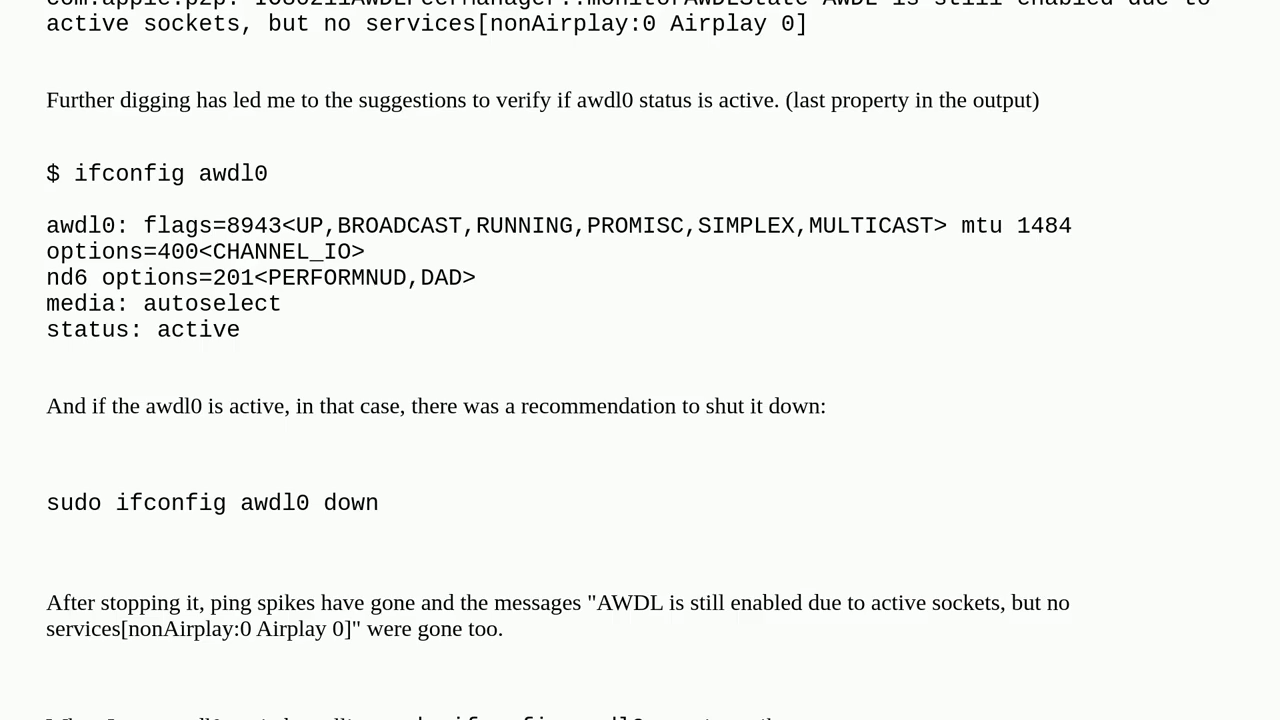 active sockets, but no services[nonAirplay:0 Airplay 0]
Further digging has led me to the suggestions to verify if awdl0 status is active. (last property in the output)
$ ifconfig awdl0
awdl0: flags=8943<UP,BROADCAST,RUNNING,PROMISC,SIMPLEX,MULTICAST> mtu 1484
options=400<CHANNEL_IO>
nd6 options=201<PERFORMNUD,DAD>
media: autoselect
status: active
And if the awdl0 is active, in that case, there was a recommendation to shut it down:
sudo ifconfig awdl0 down
After stopping it, ping spikes have gone and the messages "AWDL is still enabled due to active sockets, but no
services[nonAirplay:0 Airplay 0]" were gone too.